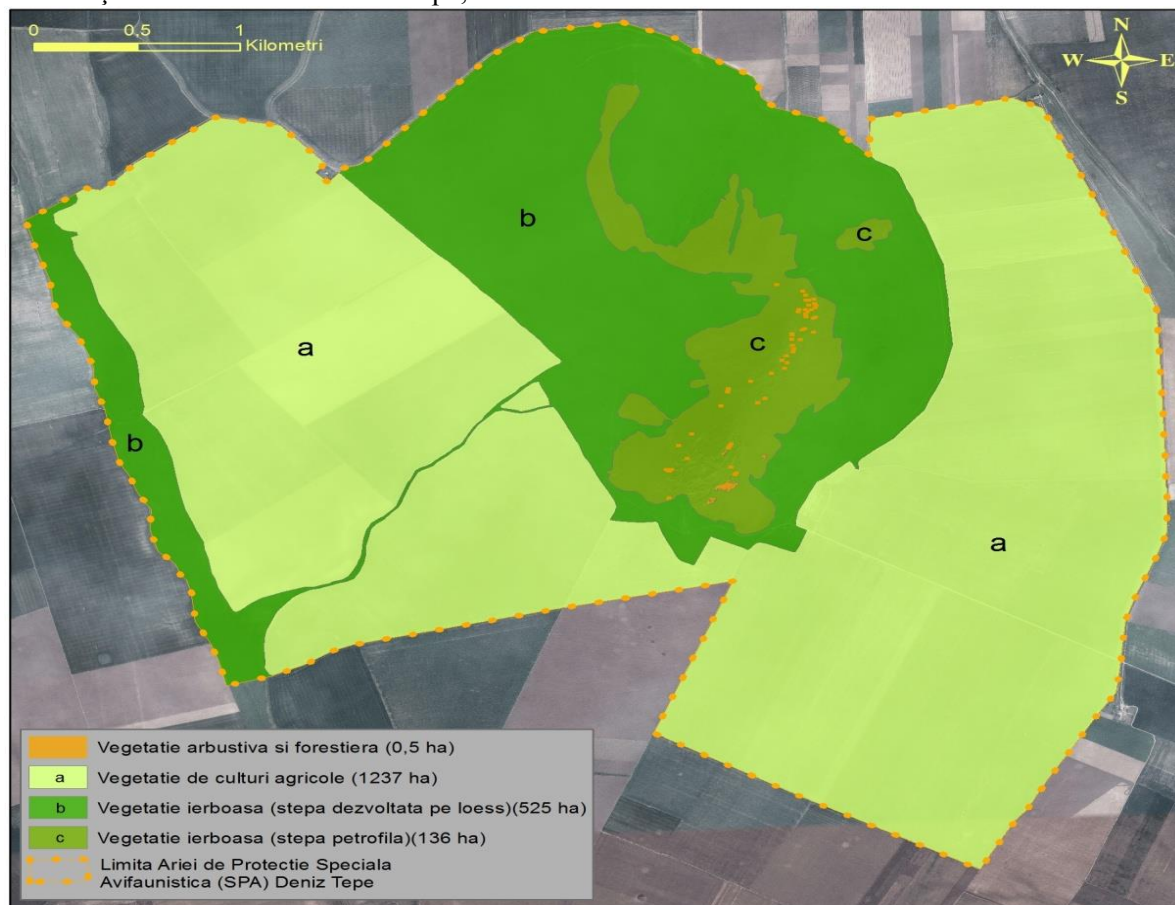 0 0.5 1
Kilometri
N
W E
S
b
c
a
c
b
a
Vegetatie arbustiva si forestiera (0,5 ha)
a Vegetatie de culturi agricole (1237 ha)
b Vegetatie ierboasa (stepa dezvoltata pe loess)(525 ha)
c Vegetatie ierboasa (stepa petrofila)(136 ha)
Limita Ariei de Protectie Speciala
Avifaunistica (SPA) Deniz Tepe